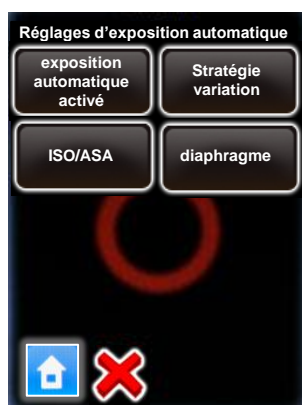 Réglages d'exposition automatique
exposition
automatique
activé
Stratégie
variation
ISO/ASA
diaphragme